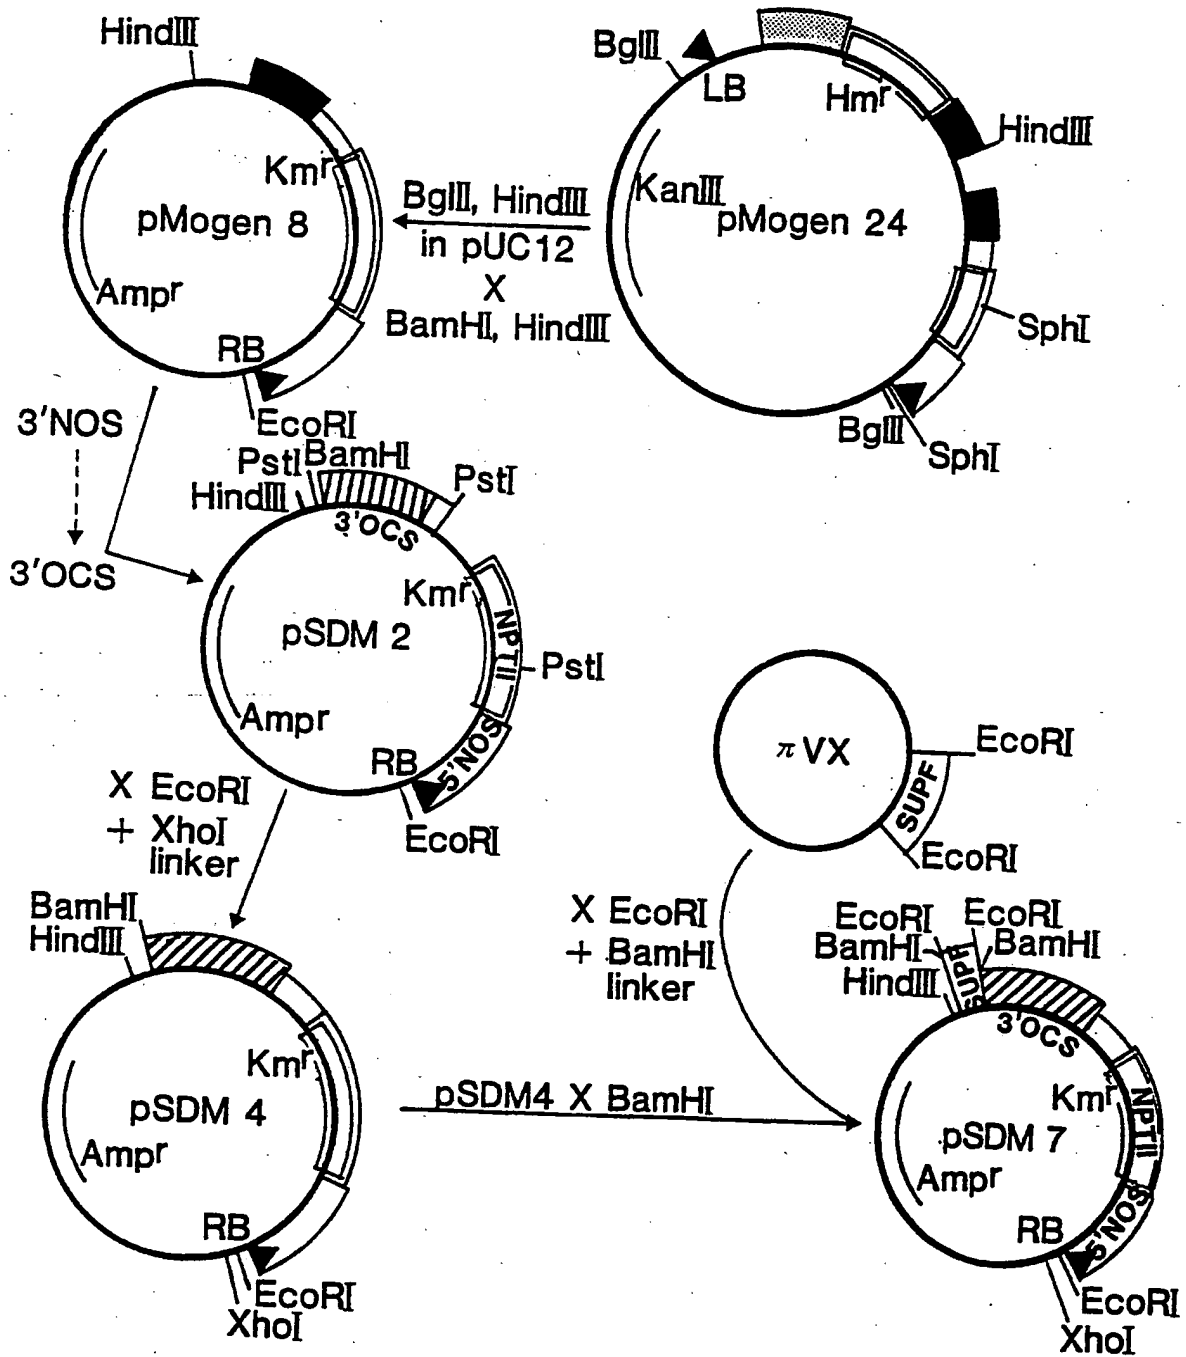 HindIII
Kmr
pMogen 8
Ampr
RB
EcoRI
BglII, HindIII
in pUC12
X
BamHI, HindIII
BglII
LB
Hmr
HindIII
KanIII
pMogen 24
SphI
BglII
SphI
3'NOS
3'OCS
PstI
BamHI
HindIII
PstI
3'OCS
Kmr
NPTII
pSDM 2
PstI
Ampr
RB
5'NOS
EcoRI
X EcoRI
+ XhoI
linker
π VX
EcoRI
SUPF
EcoRI
X EcoRI
+ BamHI
linker
BamHI
HindIII
Kmr
pSDM 4
Ampr
RB
EcoRI
XhoI
pSDM4 X BamHI
EcoRI
EcoRI
BamHI
BamHI
HindIII
SUPF
3'OCS
Kmr
NPTII
pSDM 7
Ampr
RB
5'NOS
EcoRI
XhoI